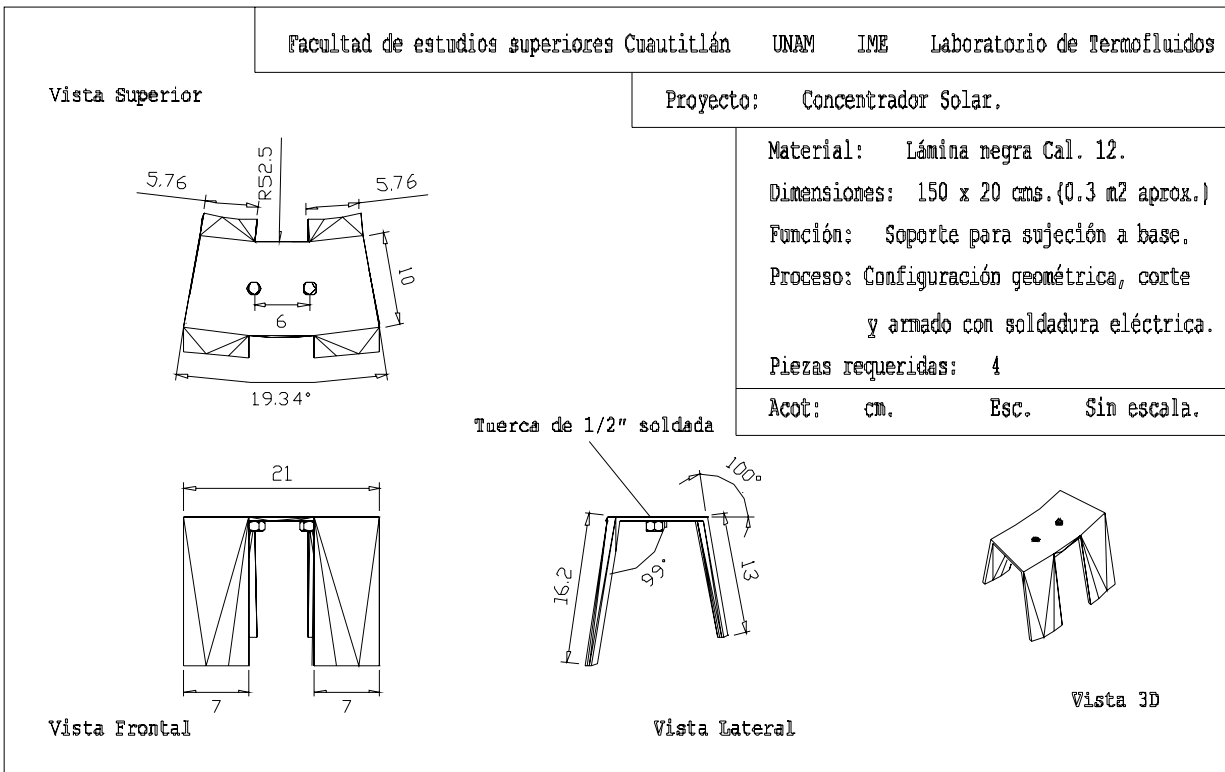 Facultad de estudios superiores Cuautitlán UNAM IME Laboratorio de Termofluidos
Vista Superior
Proyecto: Concentrador Solar.
Material: Lámina negra Cal. 12.
Dimensiones: 150 x 20 cms.(0.3 m2 aprox.)
Función: Soporte para sujeción a base.
Proceso: Configuración geométrica, corte
y armado con soldadura eléctrica.
Piezas requeridas: 4
Acot: cm. Esc. Sin escala.
5.76
R52.5
5.76
10
6
19.34°
Tuerca de 1/2" soldada
21
7
7
Vista Frontal
100°
16.2
99°
13
Vista Lateral
Vista 3D